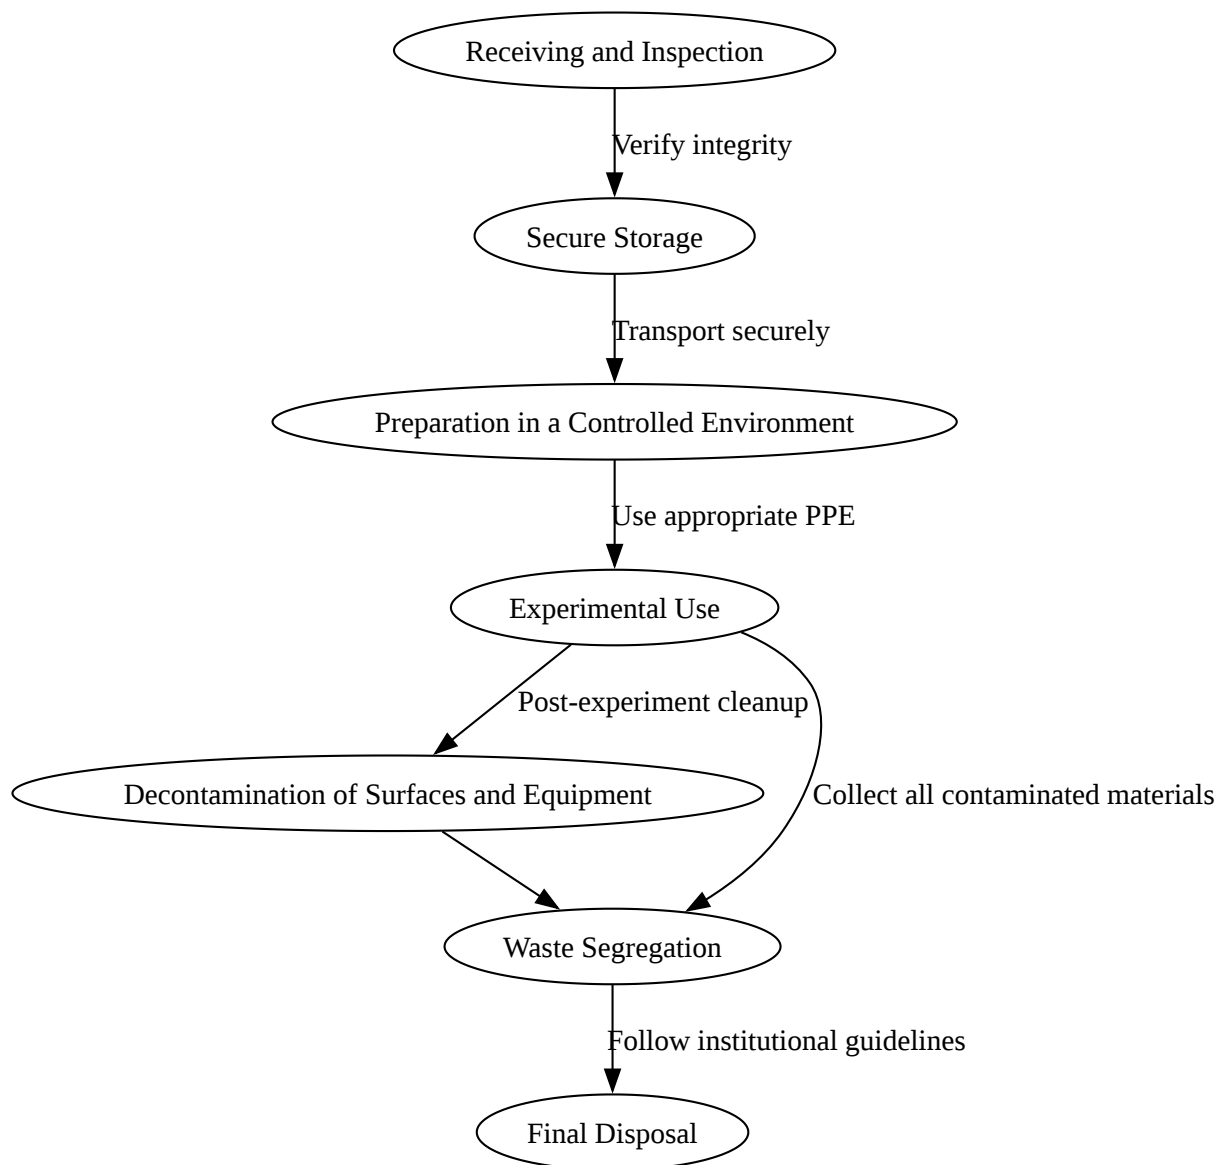 Receiving and Inspection
Verify integrity
Secure Storage
Transport securely
Preparation in a Controlled Environment
Use appropriate PPE
Experimental Use
Post-experiment cleanup
Decontamination of Surfaces and Equipment
Collect all contaminated materials
Waste Segregation
Follow institutional guidelines
Final Disposal